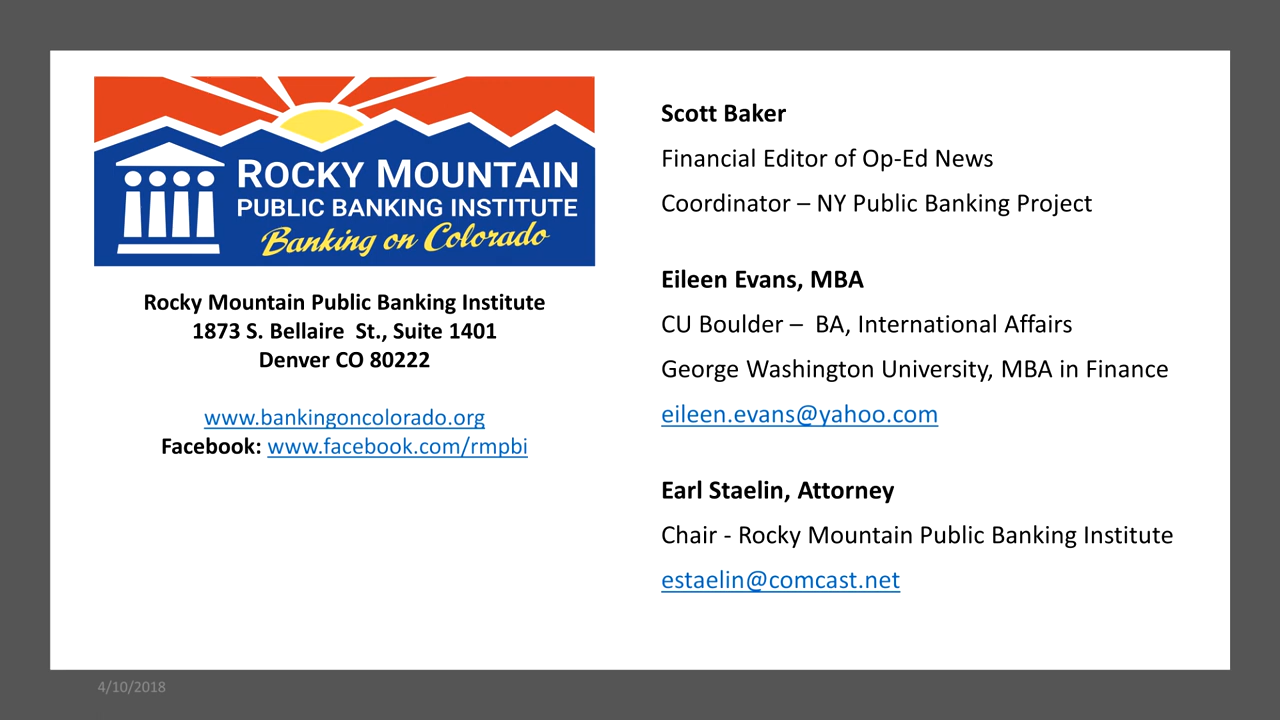 ROCKY MOUNTAIN
PUBLIC BANKING INSTITUTE
Banking on Colorado
Rocky Mountain Public Banking Institute
1873 S. Bellaire  St., Suite 1401
Denver CO 80222
www.bankingoncolorado.org
Facebook: www.facebook.com/rmpbi
Scott Baker
Financial Editor of Op-Ed News
Coordinator – NY Public Banking Project
Eileen Evans, MBA
CU Boulder –  BA, International Affairs
George Washington University, MBA in Finance
eileen.evans@yahoo.com
Earl Staelin, Attorney
Chair - Rocky Mountain Public Banking Institute
estaelin@comcast.net
4/10/2018